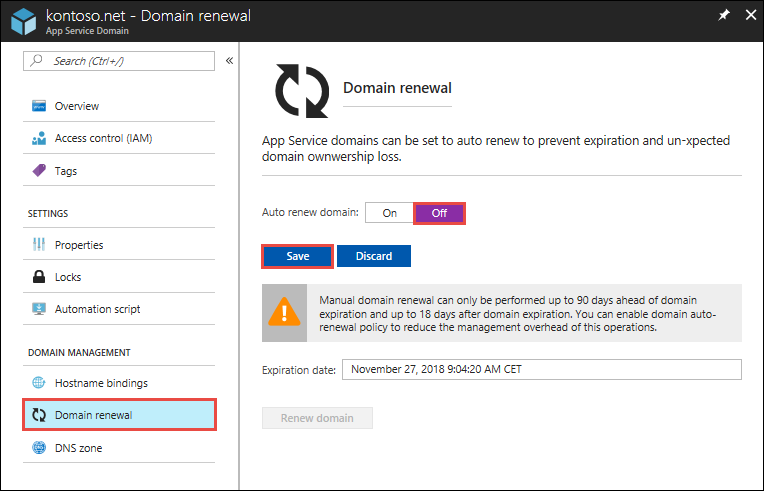 kontoso.net - Domain renewal
App Service Domain
Search (Ctrl+/)
Overview
Access control (IAM)
Tags
SETTINGS
Properties
Locks
Automation script
DOMAIN MANAGEMENT
Hostname bindings
Domain renewal
DNS zone
Domain renewal
App Service domains can be set to auto renew to prevent expiration and un-xpected
domain ownwership loss.
Auto renew domain: On Off
Save Discard
Manual domain renewal can only be performed up to 90 days ahead of domain
expiration and up to 18 days after domain expiration. You can enable domain auto-
renewal policy to reduce the management overhead of this operations.
Expiration date: November 27, 2018 9:04:20 AM CET
Renew domain